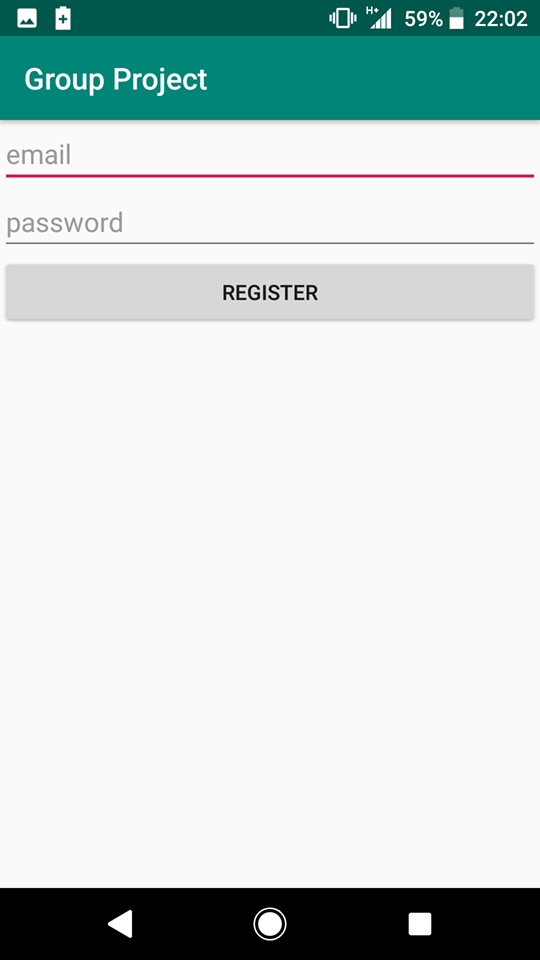 H+ 59% 22:02
Group Project
email
password
REGISTER